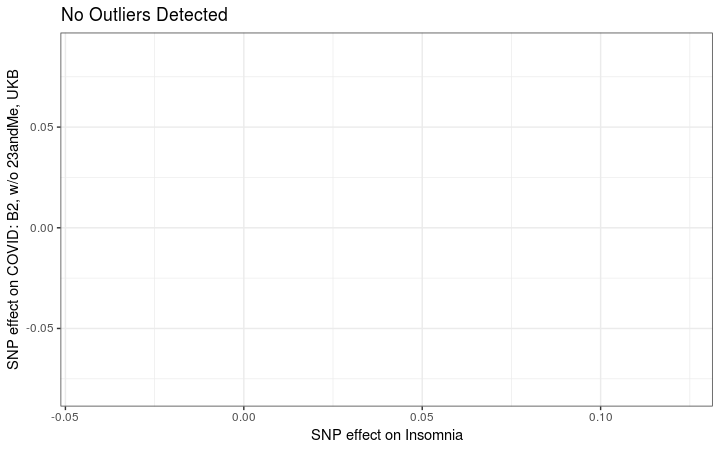 No Outliers Detected
SNP effect on COVID: B2, w/o 23andMe, UKB
0.05
0.00
-0.05
-0.05
0.00
0.05
0.10
SNP effect on Insomnia